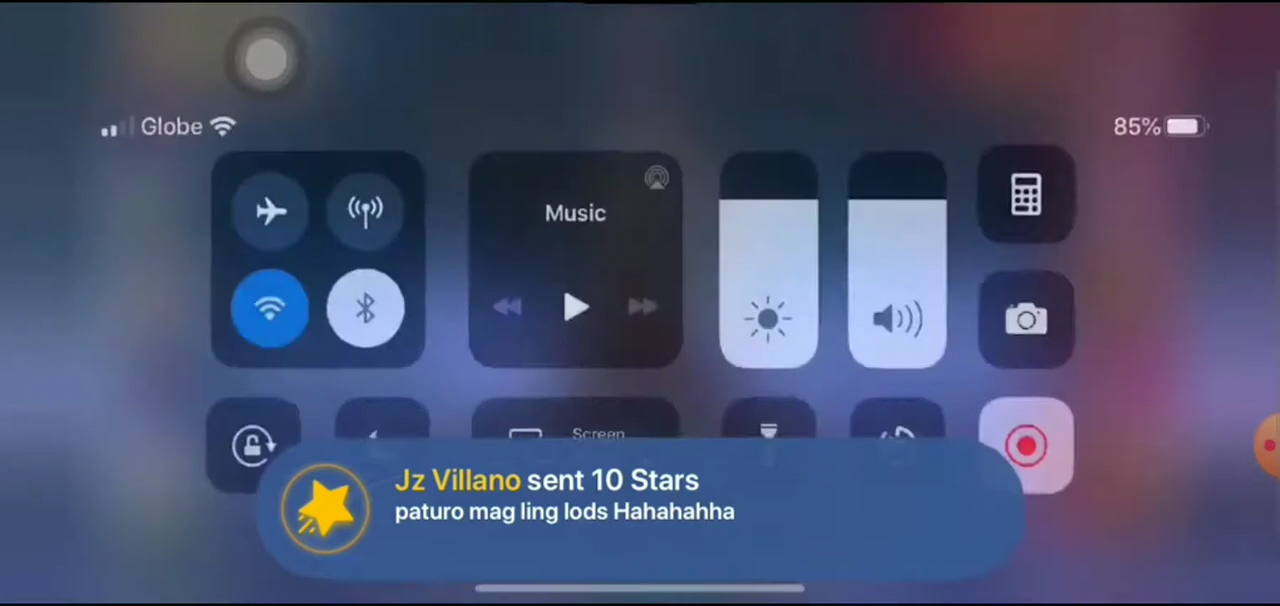 Globe
85%
Music
Screen
Jz Villano sent 10 Stars
paturo mag ling lods Hahahahha